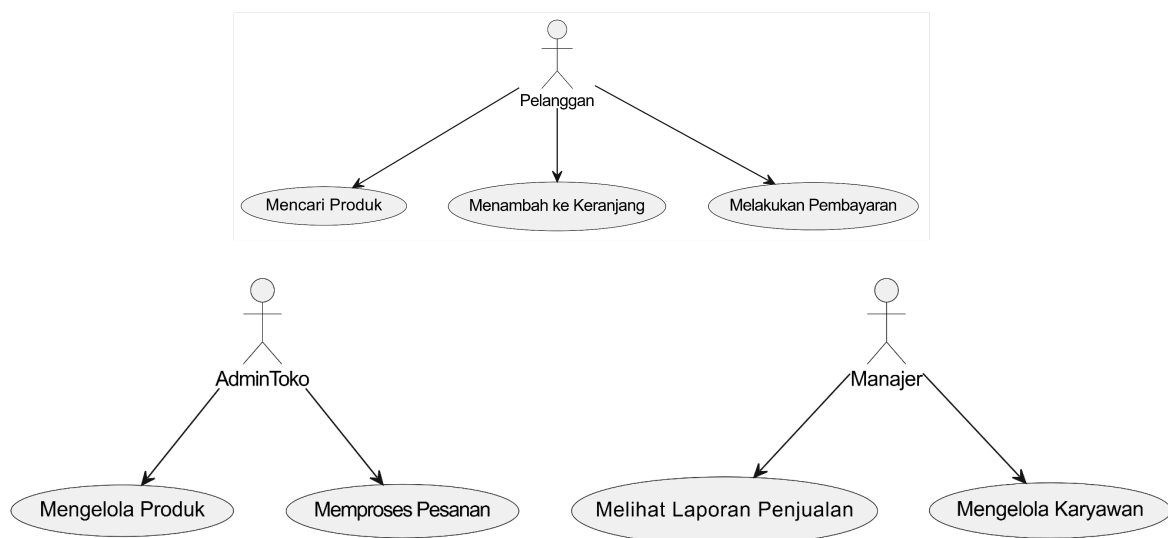 Pelanggan
Mencari Produk
Menambah ke Keranjang
Melakukan Pembayaran
AdminToko
Manajer
Mengelola Produk
Memproses Pesanan
Melihat Laporan Penjualan
Mengelola Karyawan